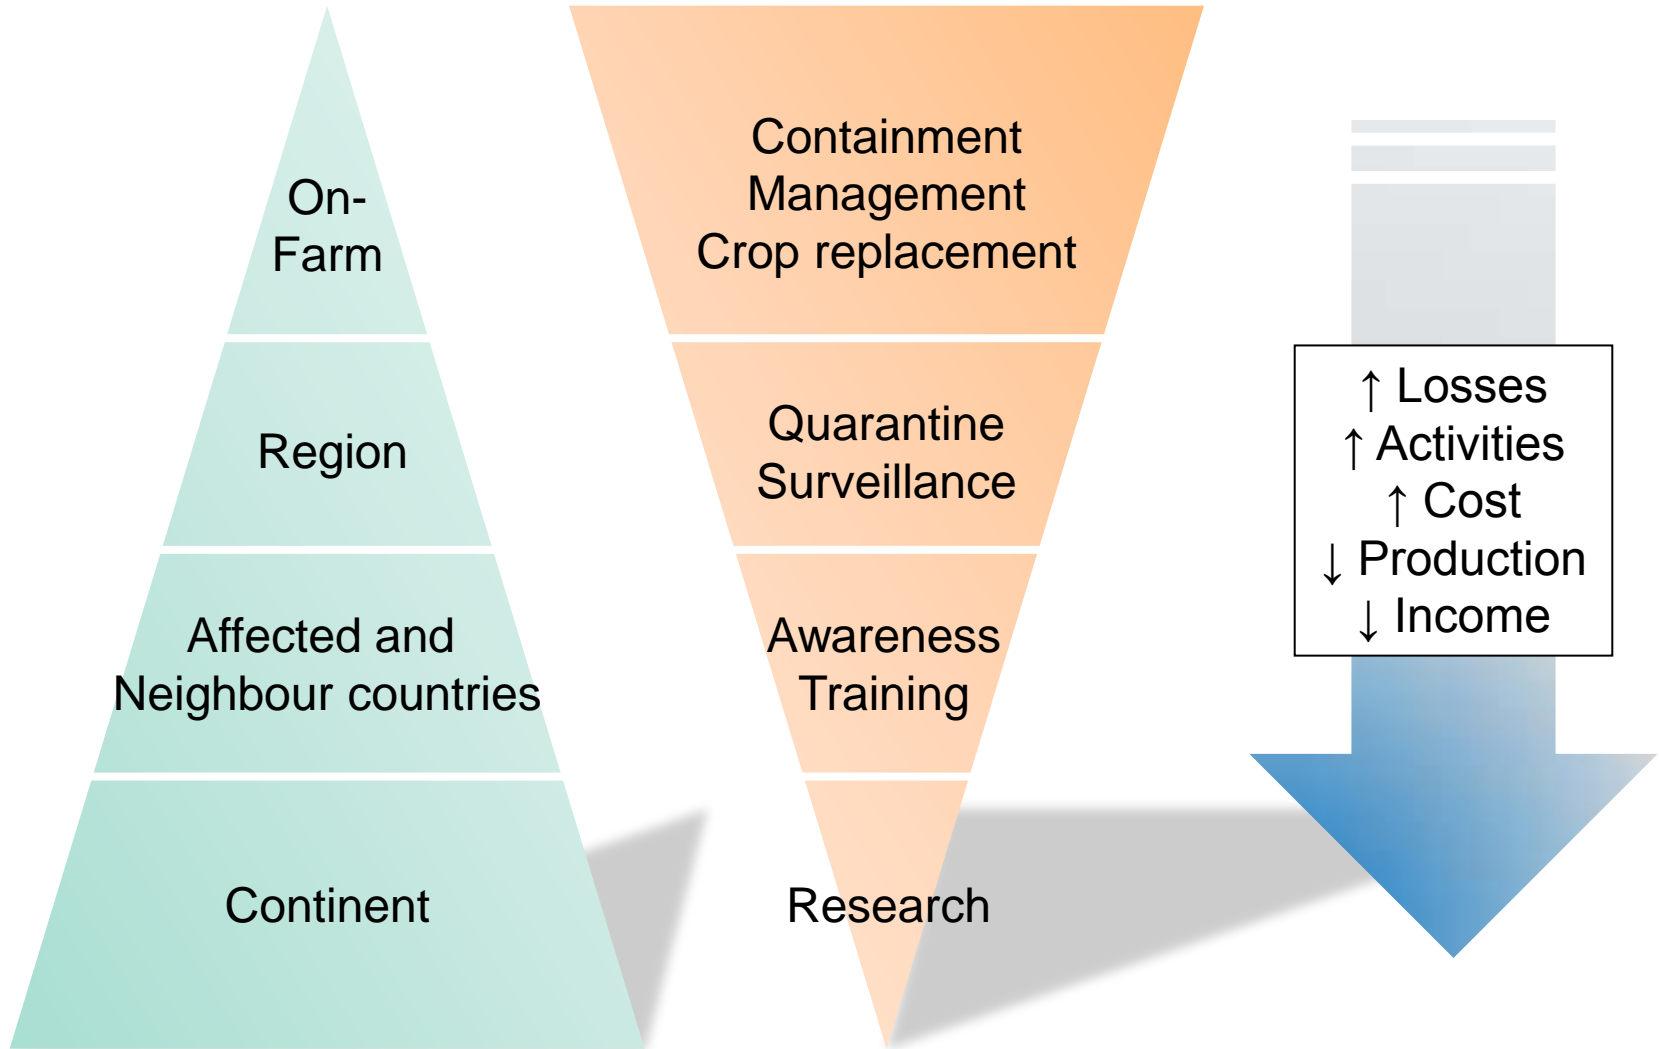 On-
Farm
Region
Affected and
Neighbour countries
Continent
Containment
Management
Crop replacement
Quarantine
Surveillance
Awareness
Training
Research
↑ Losses
↑ Activities
↑ Cost
↓ Production
↓ Income